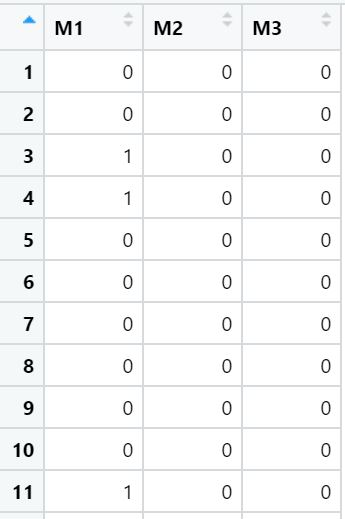 M1 M2 M3
1 0 0 0
2 0 0 0
3 1 0 0
4 1 0 0
5 0 0 0
6 0 0 0
7 0 0 0
8 0 0 0
9 0 0 0
10 0 0 0
11 1 0 0